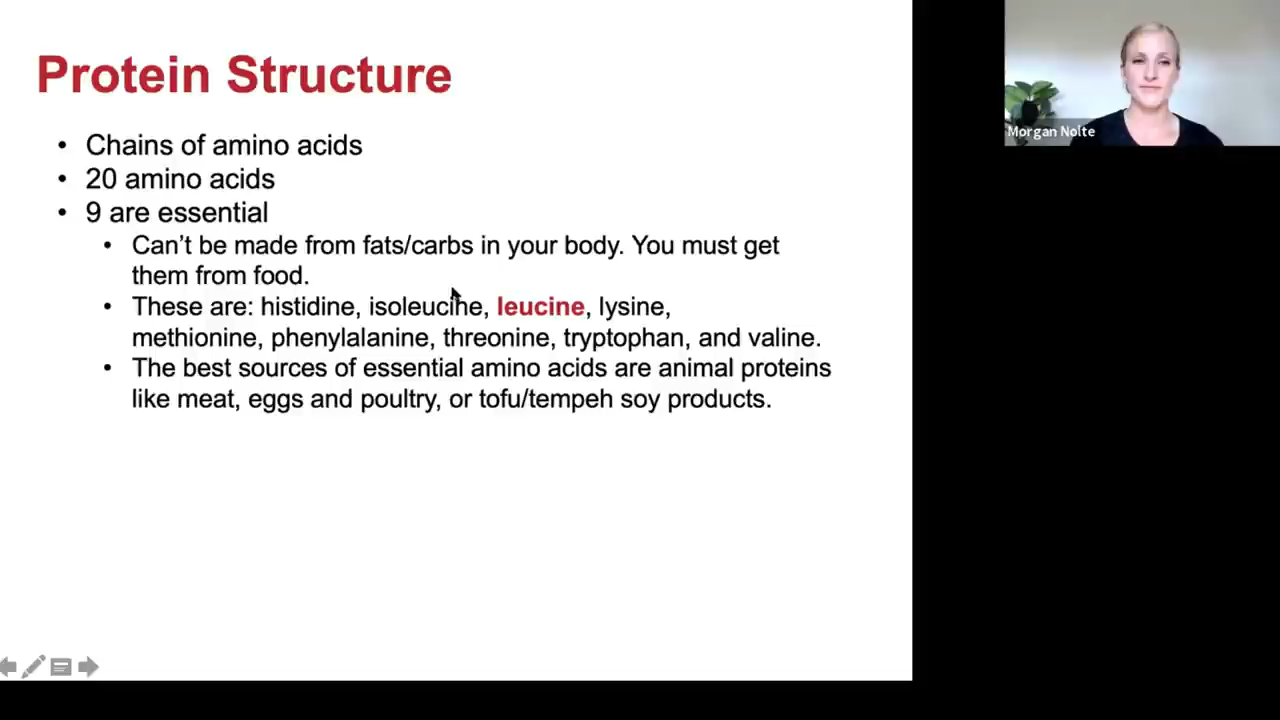 Protein Structure
• Chains of amino acids
• 20 amino acids
• 9 are essential
• Can’t be made from fats/carbs in your body. You must get
them from food.
• These are: histidine, isoleucine, leucine, lysine,
methionine, phenylalanine, threonine, tryptophan, and valine.
• The best sources of essential amino acids are animal proteins
like meat, eggs and poultry, or tofu/tempeh soy products.
Morgan Nolte